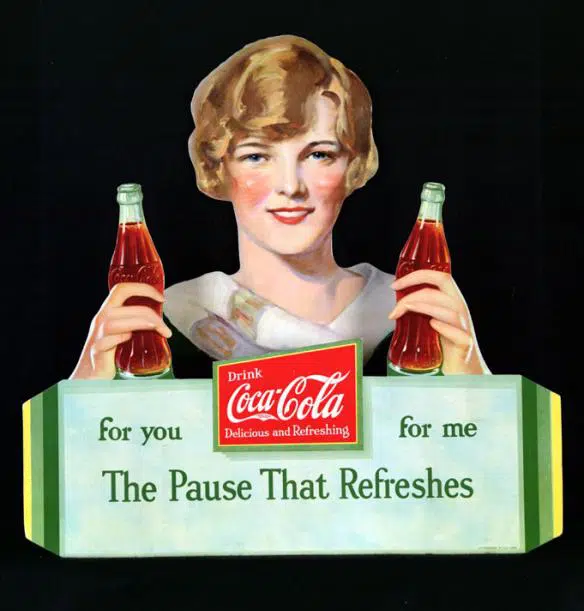 Drink
Coca-Cola
Delicious and Refreshing
for you
for me
The Pause That Refreshes